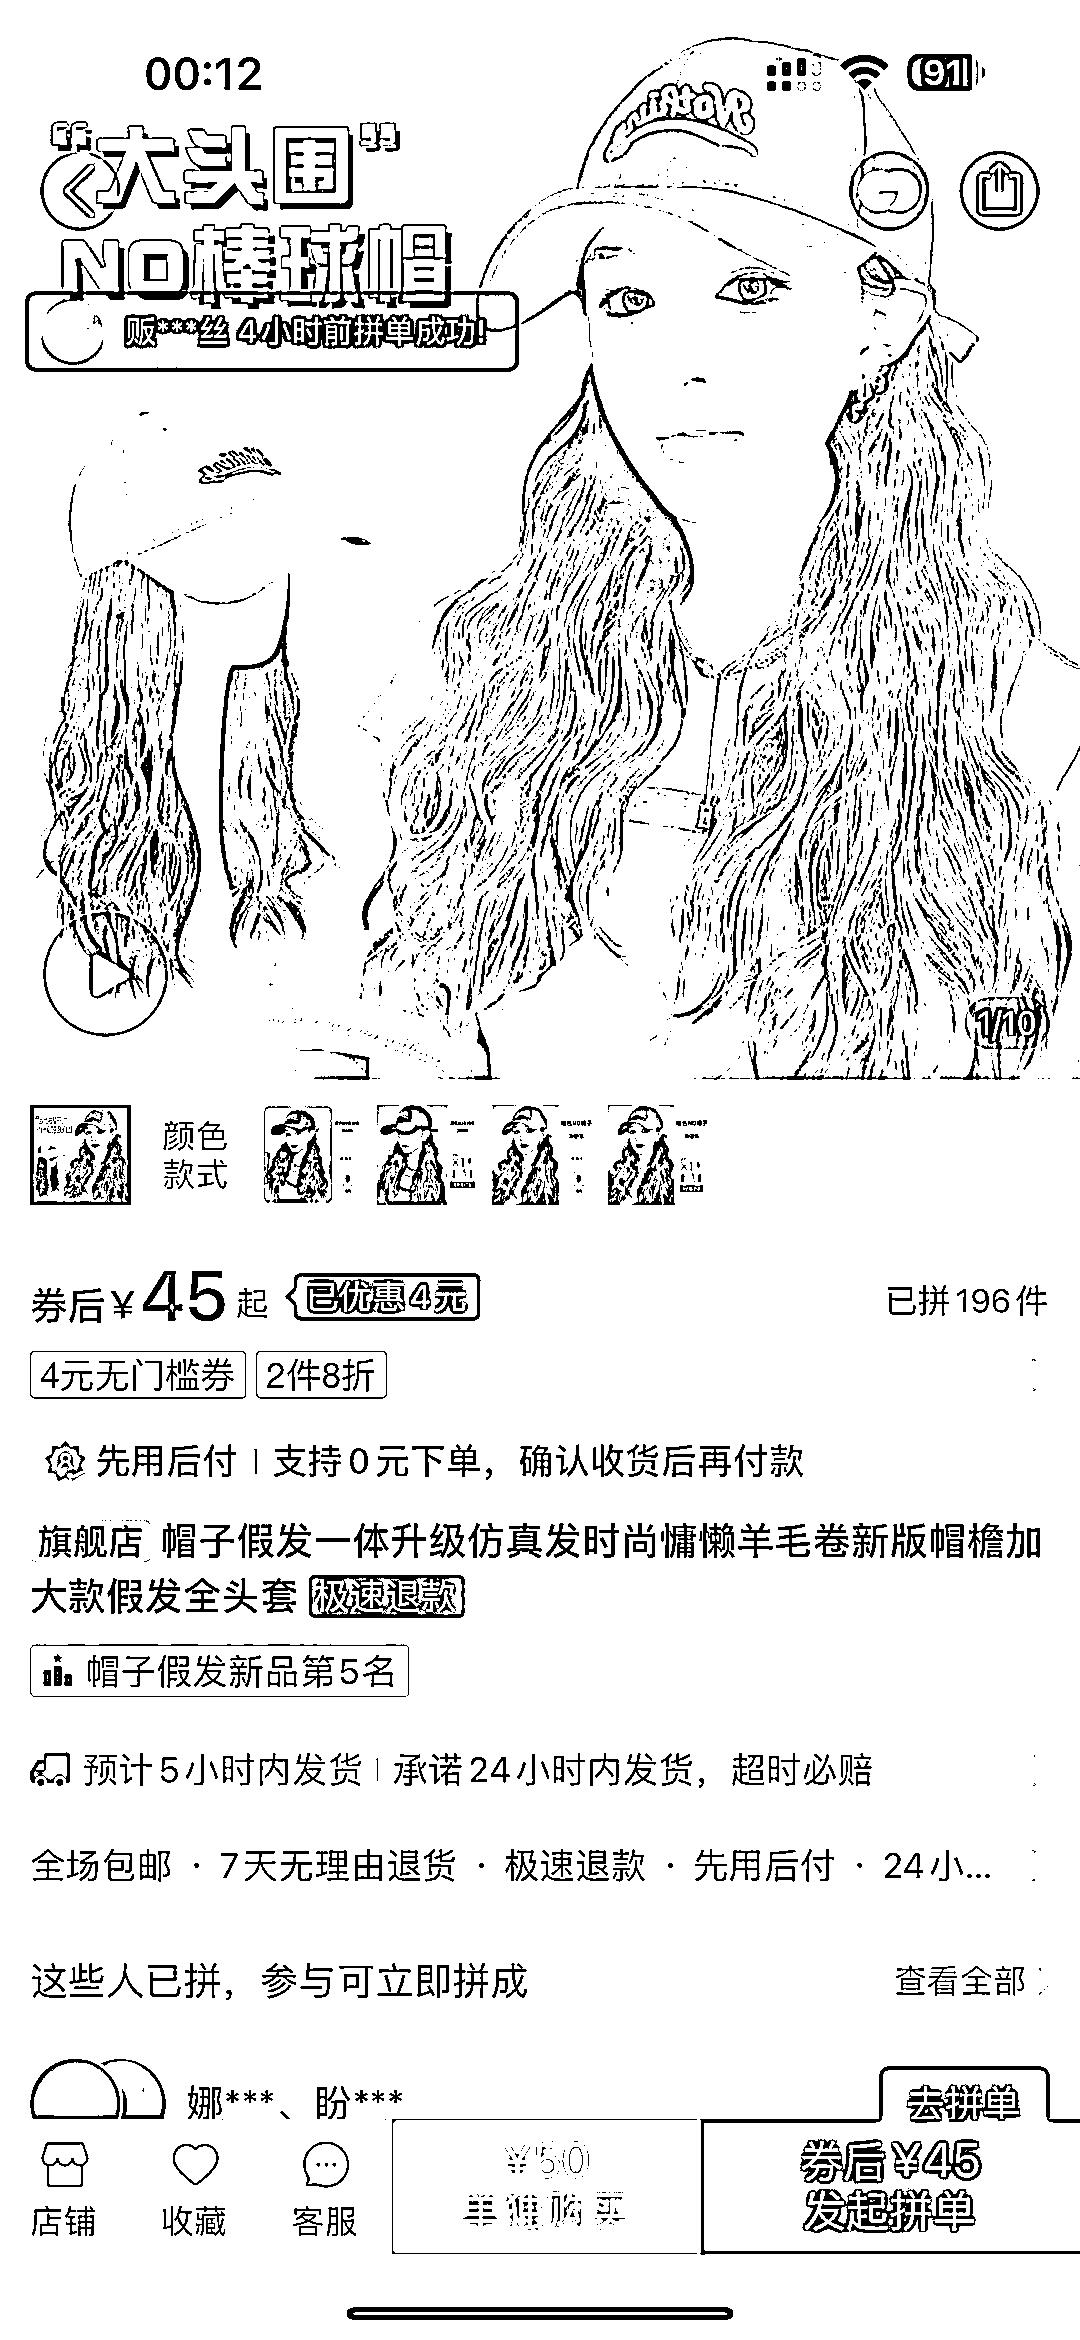 00:12
91
"大头围"
NO棒球帽
贩***丝 4小时前拼单成功!
1/10
颜色
款式
券后¥45起 已优惠4元 已拼196件
4元无门槛券 2件8折
先用后付 | 支持0元下单，确认收货后再付款
旗舰店 帽子假发一体升级仿真发时尚慵懒羊毛卷新版帽檐加
大款假发全头套 极速退款
帽子假发新品第5名
预计5小时内发货 | 承诺24小时内发货，超时必赔
全场包邮 · 7天无理由退货 · 极速退款 · 先用后付 · 24小...
这些人已拼，参与可立即拼成 查看全部
娜***、盼*** 去拼单
店铺 收藏 客服
¥50
单独购买
券后¥45
发起拼单